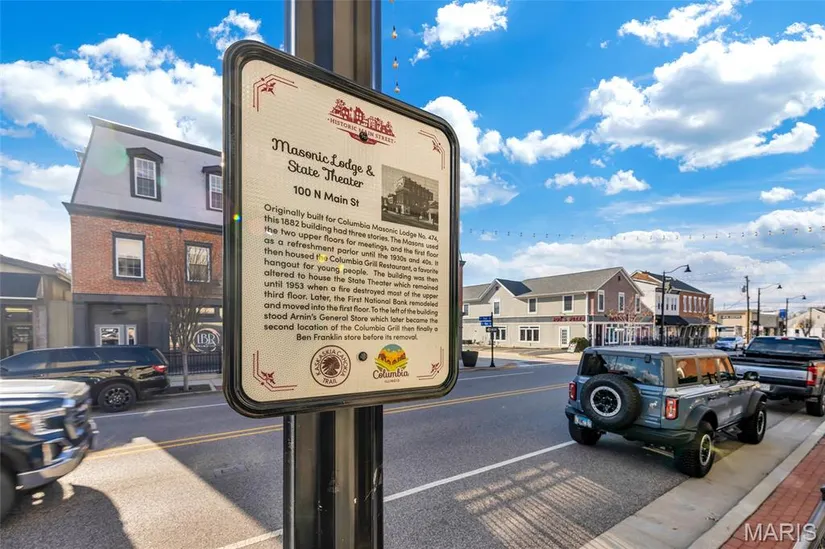 HISTORIC MAIN STREET
Masonic Lodge &
State Theater
100 N Main St
Originally built for Columbia Masonic Lodge No. 474,
this 1882 building had three stories. The Masons used
the two upper floors for meetings, and the first floor
as a refreshment parlor until the 1930s and 40s. It
then housed the Columbia Grill Restaurant, a favorite
hangout for young people. The building was then
altered to house the State Theater which remained
until 1953 when a fire destroyed most of the upper
third floor. Later, the First National Bank remodeled
and moved into the first floor. To the left of the building
stood Arnin's General Store which later became the
second location of the Columbia Grill then finally a
Ben Franklin store before its removal.
KASKASKIA CAHOKIA
TRAIL
Columbia
ILLINOIS
IBR
MARIS